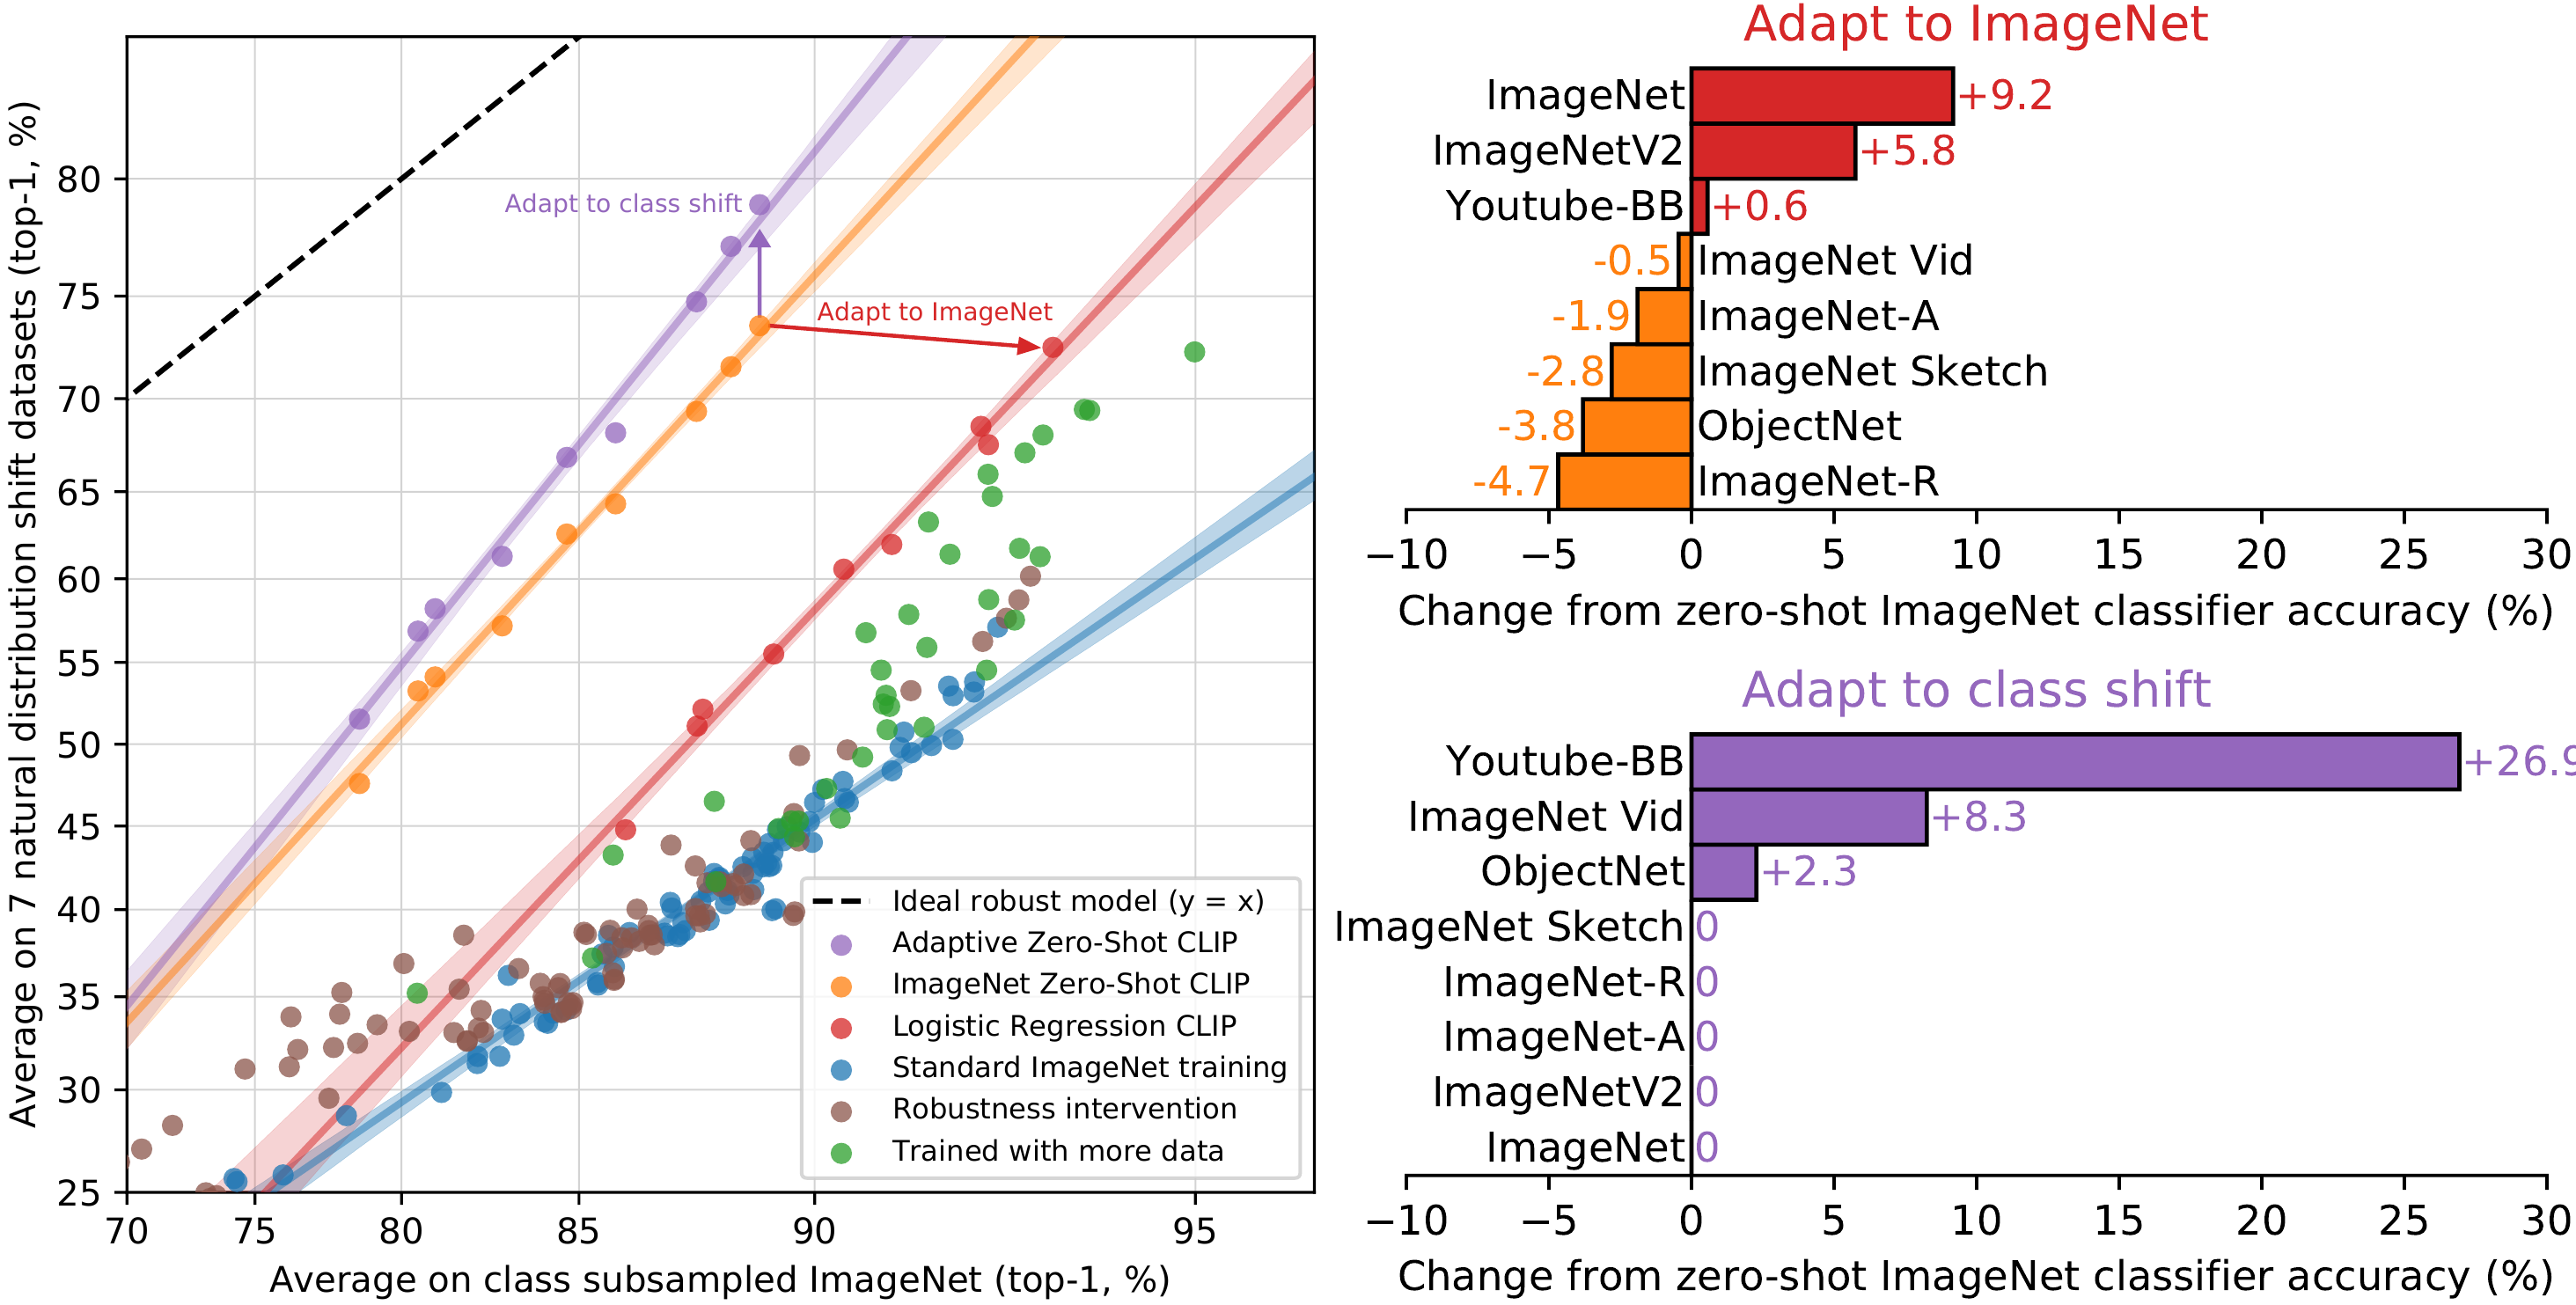 Average on 7 natural distribution shift datasets (top-1, %)
80
75
70
65
60
55
50
45
40
35
30
25
70
75
80
85
90
95
Average on class subsampled ImageNet (top-1, %)
Adapt to class shift
Adapt to ImageNet
Ideal robust model (y = x)
Adaptive Zero-Shot CLIP
ImageNet Zero-Shot CLIP
Logistic Regression CLIP
Standard ImageNet training
Robustness intervention
Trained with more data
Adapt to ImageNet
ImageNet +9.2
ImageNetV2 +5.8
Youtube-BB +0.6
-0.5 ImageNet Vid
-1.9 ImageNet-A
-2.8 ImageNet Sketch
-3.8 ObjectNet
-4.7 ImageNet-R
−10 −5 0 5 10 15 20 25 30
Change from zero-shot ImageNet classifier accuracy (%)
Adapt to class shift
Youtube-BB +26.9
ImageNet Vid +8.3
ObjectNet +2.3
ImageNet Sketch 0
ImageNet-R 0
ImageNet-A 0
ImageNetV2 0
ImageNet 0
−10 −5 0 5 10 15 20 25 30
Change from zero-shot ImageNet classifier accuracy (%)